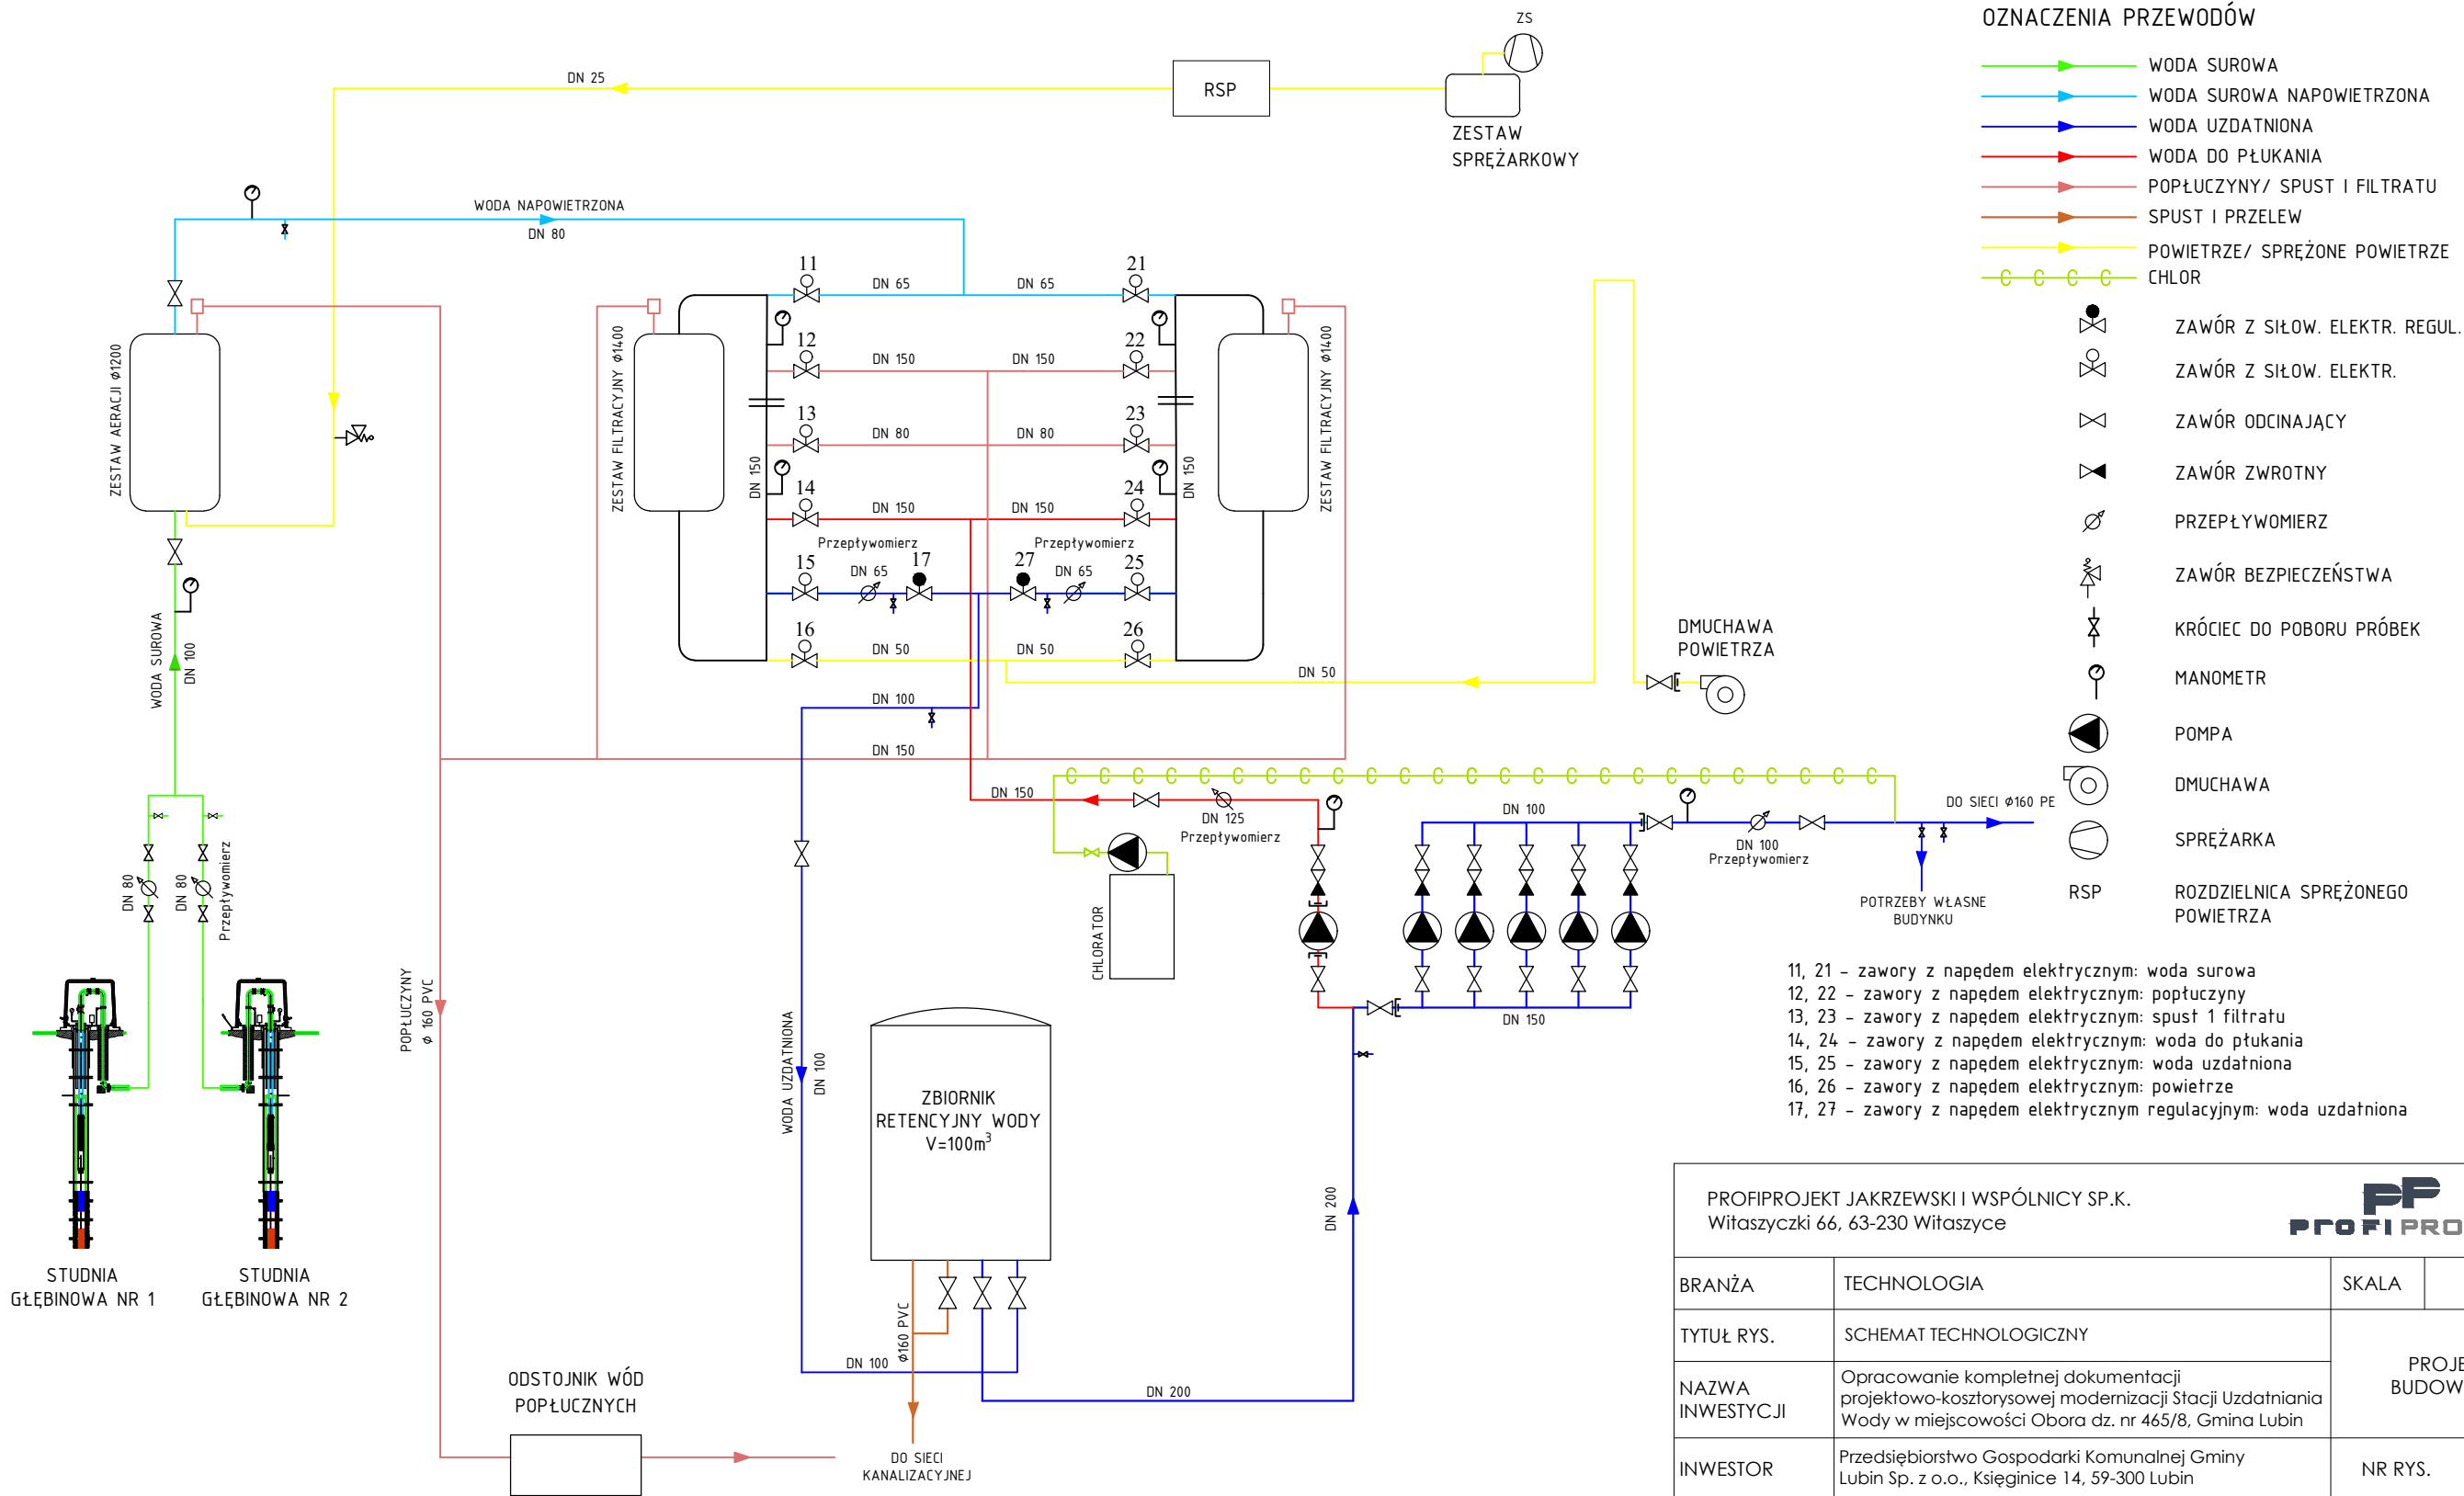 ZS
DN 25
RSP
ZESTAW
SPRĘŻARKOWY
WODA NAPOWIETRZONA
DN 80
ZESTAW AERACJI ϕ1200
WODA SUROWA
DN 100
DN 80
DN 80
Przepływomierz
STUDNIA
GŁĘBINOWA NR 1
STUDNIA
GŁĘBINOWA NR 2
ZESTAW FILTRACYJNY ϕ1400
DN 150
11
DN 65
DN 65
21
12
DN 150
DN 150
22
13
DN 80
DN 80
23
14
DN 150
DN 150
24
Przepływomierz
Przepływomierz
15
DN 65
17
27
DN 65
25
16
DN 50
DN 50
26
DN 150
ZESTAW FILTRACYJNY ϕ1400
DN 50
DMUCHAWA
POWIETRZA
DN 100
DN 150
C C C C C C C C C C C C C C C C C C C C C C C C C
DN 150
DN 125
Przepływomierz
DN 100
DN 100
Przepływomierz
DO SIECI ϕ160 PE
POTRZEBY WŁASNE
BUDYNKU
CHLORATOR
DN 150
POPŁUCZYNY
ϕ 160 PVC
WODA UZDATNIONA
DN 100
ZBIORNIK
RETENCYJNY WODY
V=100m³
DN 200
ϕ160 PVC
DN 100
DN 200
ODSTOJNIK WÓD
POPŁUCZNYCH
DO SIECI
KANALIZACYJNEJ
OZNACZENIA PRZEWODÓW
WODA SUROWA
WODA SUROWA NAPOWIETRZONA
WODA UZDATNIONA
WODA DO PŁUKANIA
POPŁUCZYNY/ SPUST I FILTRATU
SPUST I PRZELEW
POWIETRZE/ SPRĘŻONE POWIETRZE
C C C C CHLOR
ZAWÓR Z SIŁOW. ELEKTR. REGUL.
ZAWÓR Z SIŁOW. ELEKTR.
ZAWÓR ODCINAJĄCY
ZAWÓR ZWROTNY
PRZEPŁYWOMIERZ
ZAWÓR BEZPIECZEŃSTWA
KRÓCIEC DO POBORU PRÓBEK
MANOMETR
POMPA
DMUCHAWA
SPRĘŻARKA
RSP ROZDZIELNICA SPRĘŻONEGO
POWIETRZA
11, 21 - zawory z napędem elektrycznym: woda surowa
12, 22 - zawory z napędem elektrycznym: popłuczyny
13, 23 - zawory z napędem elektrycznym: spust 1 filtratu
14, 24 - zawory z napędem elektrycznym: woda do płukania
15, 25 - zawory z napędem elektrycznym: woda uzdatniona
16, 26 - zawory z napędem elektrycznym: powietrze
17, 27 - zawory z napędem elektrycznym regulacyjnym: woda uzdatniona
PROFIPROJEKT JAKRZEWSKI I WSPÓLNICY SP.K.
Witaszyczki 66, 63-230 Witaszyce
PP
PROFI PRO
BRANŻA
TECHNOLOGIA
SKALA
TYTUŁ RYS.
SCHEMAT TECHNOLOGICZNY
PROJE
BUDOW
NAZWA
INWESTYCJI
Opracowanie kompletnej dokumentacji
projektowo-kosztorysowej modernizacji Stacji Uzdatniania
Wody w miejscowości Obora dz. nr 465/8, Gmina Lubin
INWESTOR
Przedsiębiorstwo Gospodarki Komunalnej Gminy
Lubin Sp. z o.o., Księginice 14, 59-300 Lubin
NR RYS.